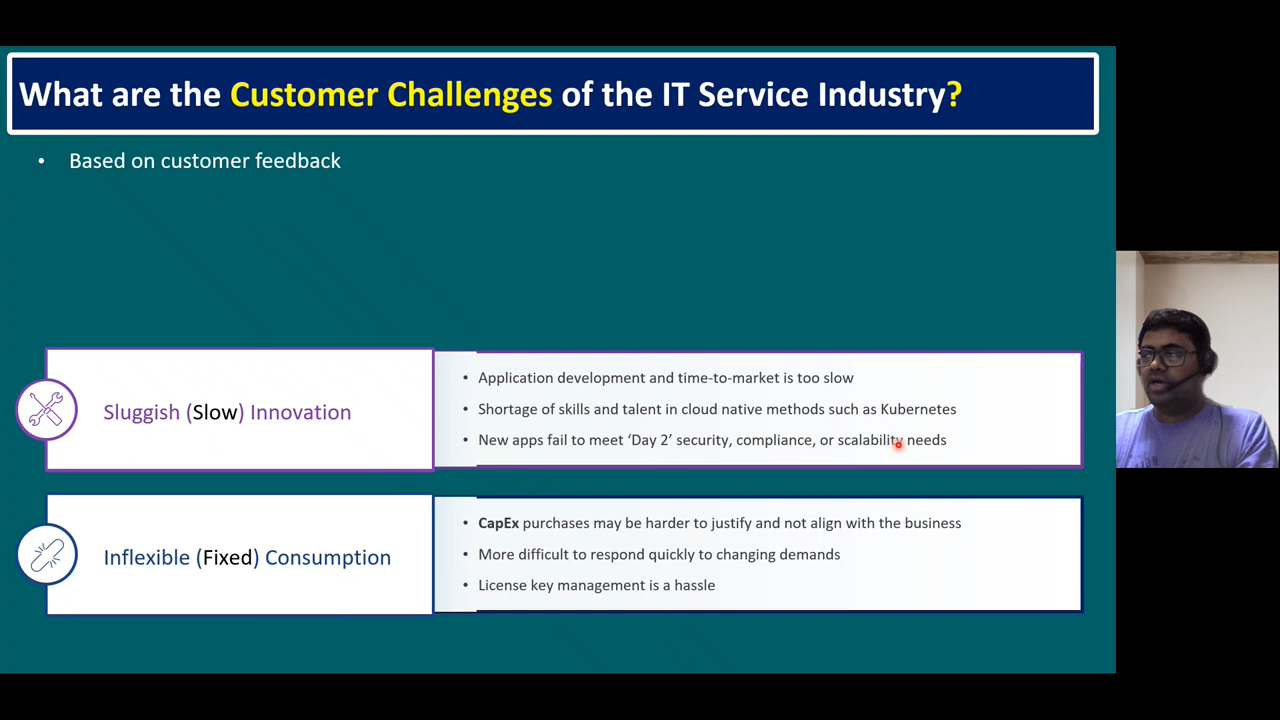 What are the Customer Challenges of the IT Service Industry?
• Based on customer feedback
Sluggish (Slow) Innovation
• Application development and time-to-market is too slow
• Shortage of skills and talent in cloud native methods such as Kubernetes
• New apps fail to meet ‘Day 2’ security, compliance, or scalability needs
Inflexible (Fixed) Consumption
• CapEx purchases may be harder to justify and not align with the business
• More difficult to respond quickly to changing demands
• License key management is a hassle